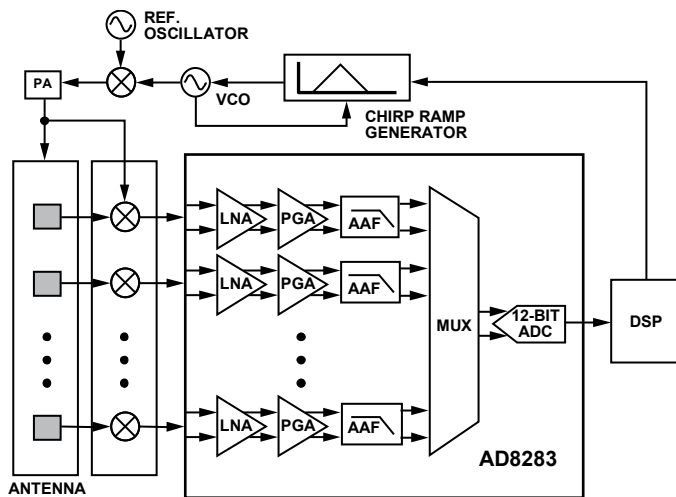 REF.
OSCILLATOR
PA
VCO
CHIRP RAMP
GENERATOR
LNA
PGA
AAF
LNA
PGA
AAF
MUX
12-BIT
ADC
DSP
LNA
PGA
AAF
AD8283
ANTENNA